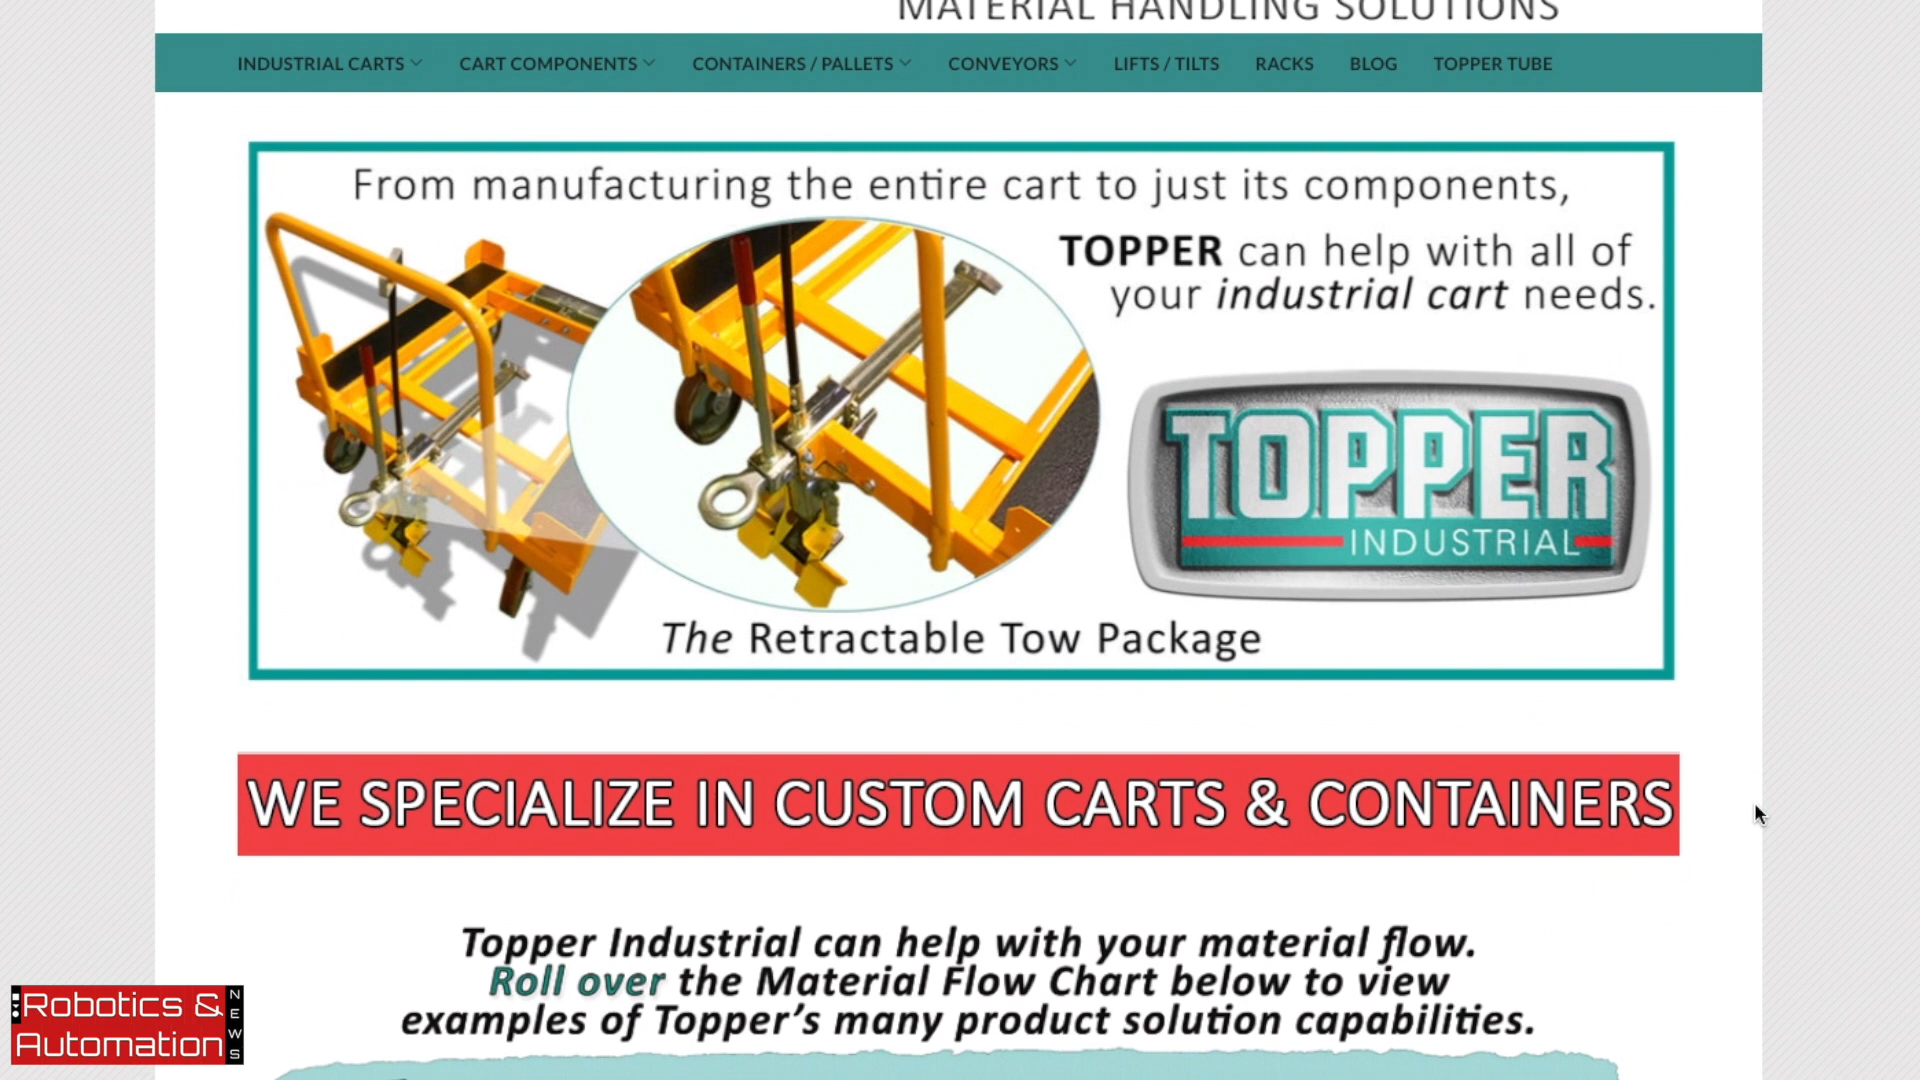 MATERIAL HANDLING SOLUTIONS
INDUSTRIAL CARTS CART COMPONENTS CONTAINERS / PALLETS CONVEYORS LIFTS / TILTS RACKS BLOG TOPPER TUBE
From manufacturing the entire cart to just its components,
TOPPER can help with all of
your industrial cart needs.
TOPPER
INDUSTRIAL
The Retractable Tow Package
WE SPECIALIZE IN CUSTOM CARTS & CONTAINERS
Topper Industrial can help with your material flow.
Roll over the Material Flow Chart below to view
examples of Topper's many product solution capabilities.
Robotics &
Automation
NEWS